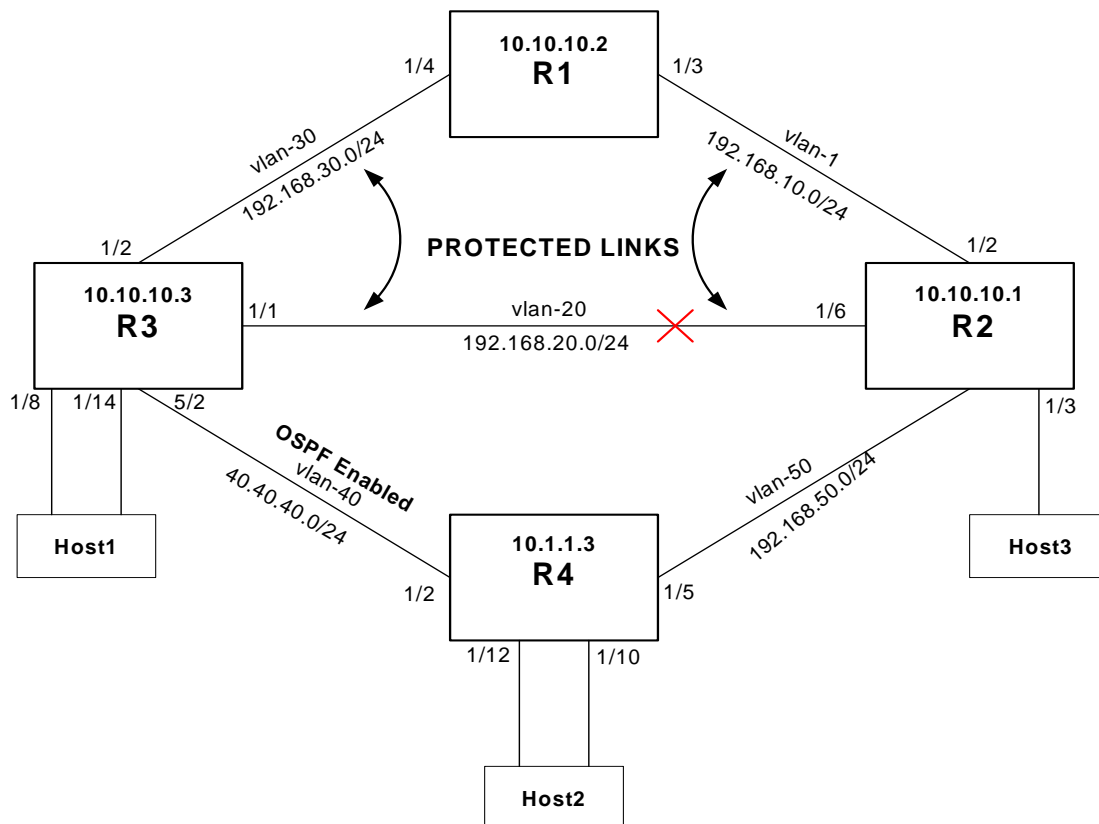 10.10.10.2
R1
1/4
1/3
vlan-30
192.168.30.0/24
vlan-1
192.168.10.0/24
PROTECTED LINKS
1/2
1/2
10.10.10.3
R3
1/1
vlan-20
192.168.20.0/24
1/6
10.10.10.1
R2
1/8
1/14
5/2
1/3
OSPF Enabled
vlan-40
40.40.40.0/24
vlan-50
192.168.50.0/24
Host1
10.1.1.3
R4
Host3
1/2
1/5
1/12
1/10
Host2